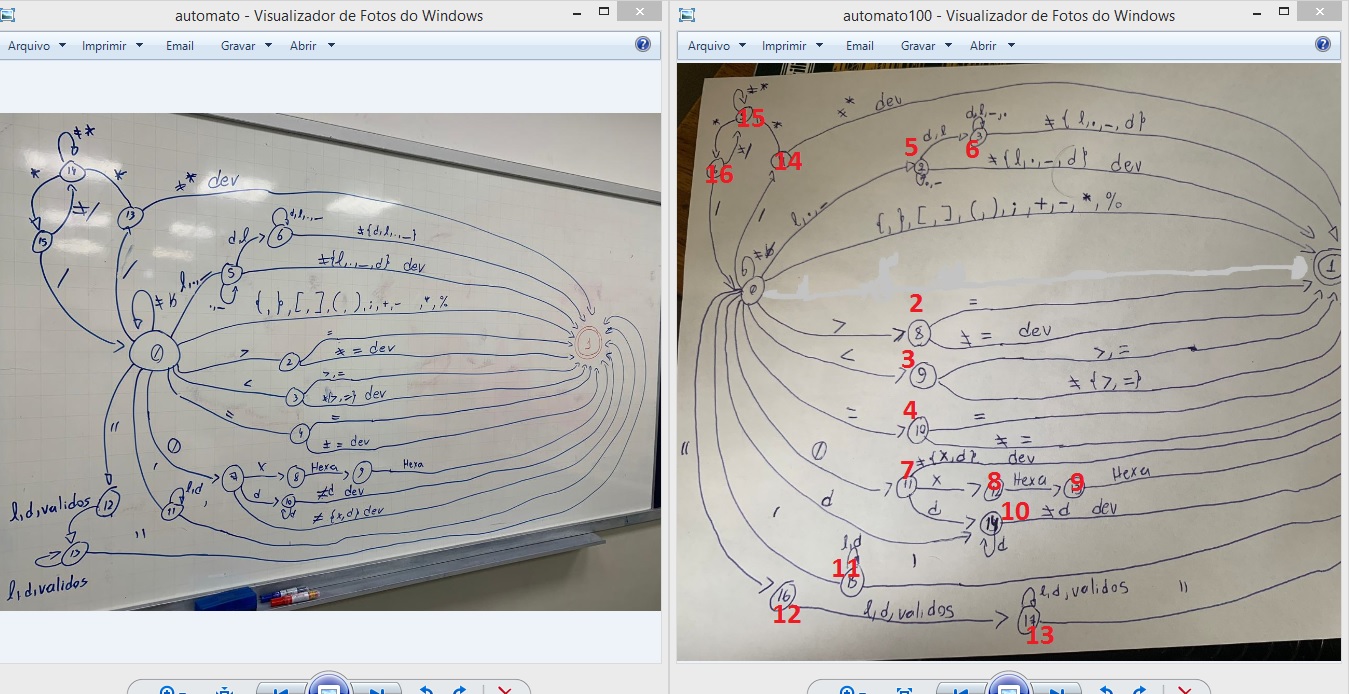 automato - Visualizador de Fotos do Windows
Arquivo Imprimir Email Gravar Abrir
≠*
14
*
*
** dev
≠/
13
15
/
/
d,l
d,l,.,_
6
≠{d,l,.,_}
l,.,_
5
≠{l,.,_,d} dev
.,_
≠b
{,},[,],(,),;,+,- ,*,%
0
1
>
2
=
≠ = dev
<
3
>,=
≠{>,=} dev
=
4
=
≠ = dev
"
0
'
7
x
8
Hexa
9
Hexa
d
10
≠d dev
d
≠ {x,d} dev
l,d
11
'
l,d,validos
12
"
13
l,d,validos
automato100 - Visualizador de Fotos do Windows
Arquivo Imprimir Email Gravar Abrir
≠*
15
*
*
** dev
≠/
14
16
/
/
5
d,l
d,l,_,.
6
≠{l,.,_,d}
l,.,_
≠{l,.,_,d} dev
.,_
{,},[,],(,),;,+,-,*,%
≠b
0
1
2
>
8
=
≠ = dev
3
<
9
>,=
≠{>,=}
4
=
10
=
≠ =
"
0
7
≠{x,d} dev
11
x
8
Hexa
9
Hexa
d
d
14
10
≠d dev
d
'
l,d
11
15
'
16
12
l,d,validos
l,d,validos
"
17
13